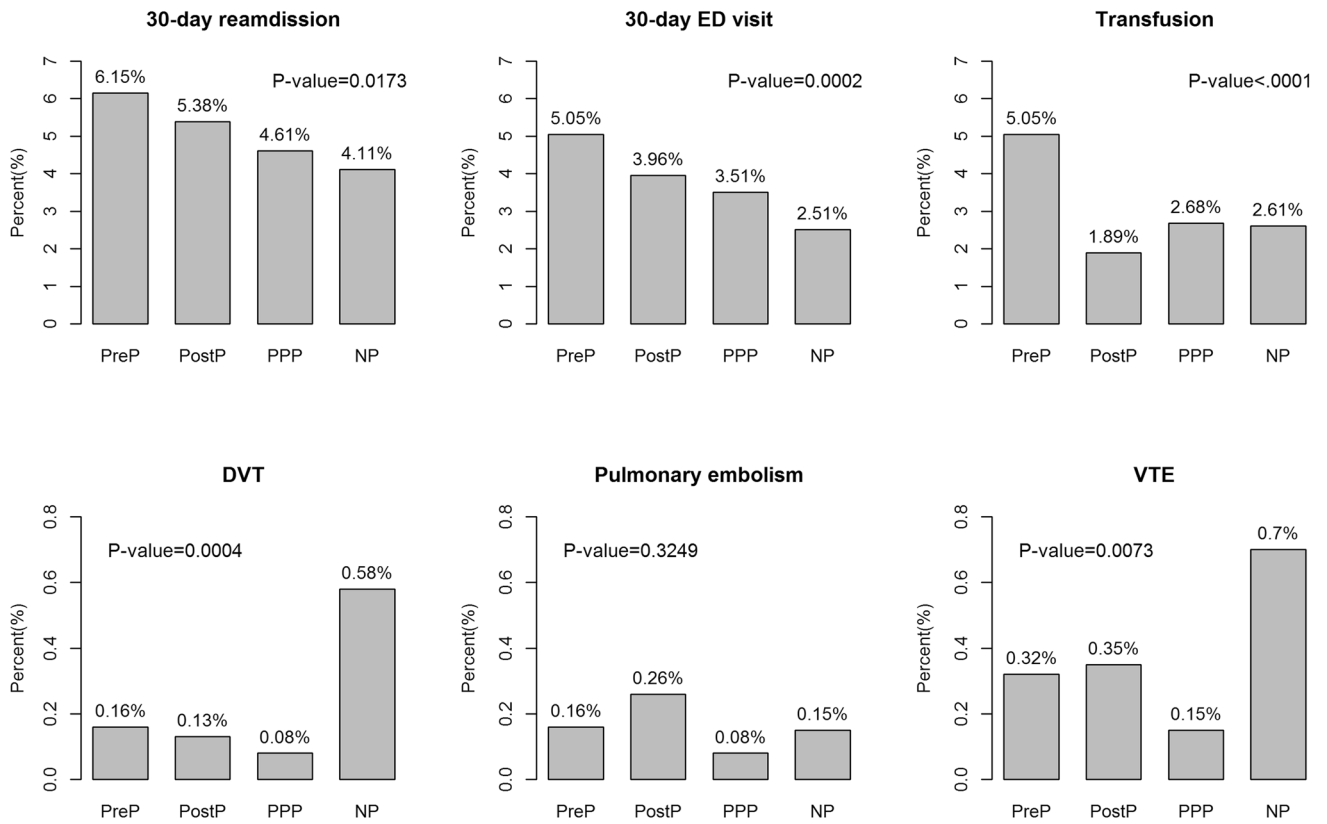 30-day reamdission
P-value=0.0173
Percent(%)
7
6
5
4
3
2
1
0
6.15%
5.38%
4.61%
4.11%
PreP PostP PPP NP
30-day ED visit
P-value=0.0002
Percent(%)
7
6
5
4
3
2
1
0
5.05%
3.96%
3.51%
2.51%
PreP PostP PPP NP
Transfusion
P-value<.0001
Percent(%)
7
6
5
4
3
2
1
0
5.05%
1.89%
2.68%
2.61%
PreP PostP PPP NP
DVT
P-value=0.0004
Percent(%)
0.8
0.6
0.4
0.2
0.0
0.16%
0.13%
0.08%
0.58%
PreP PostP PPP NP
Pulmonary embolism
P-value=0.3249
Percent(%)
0.8
0.6
0.4
0.2
0.0
0.16%
0.26%
0.08%
0.15%
PreP PostP PPP NP
VTE
P-value=0.0073
Percent(%)
0.8
0.6
0.4
0.2
0.0
0.32%
0.35%
0.15%
0.7%
PreP PostP PPP NP